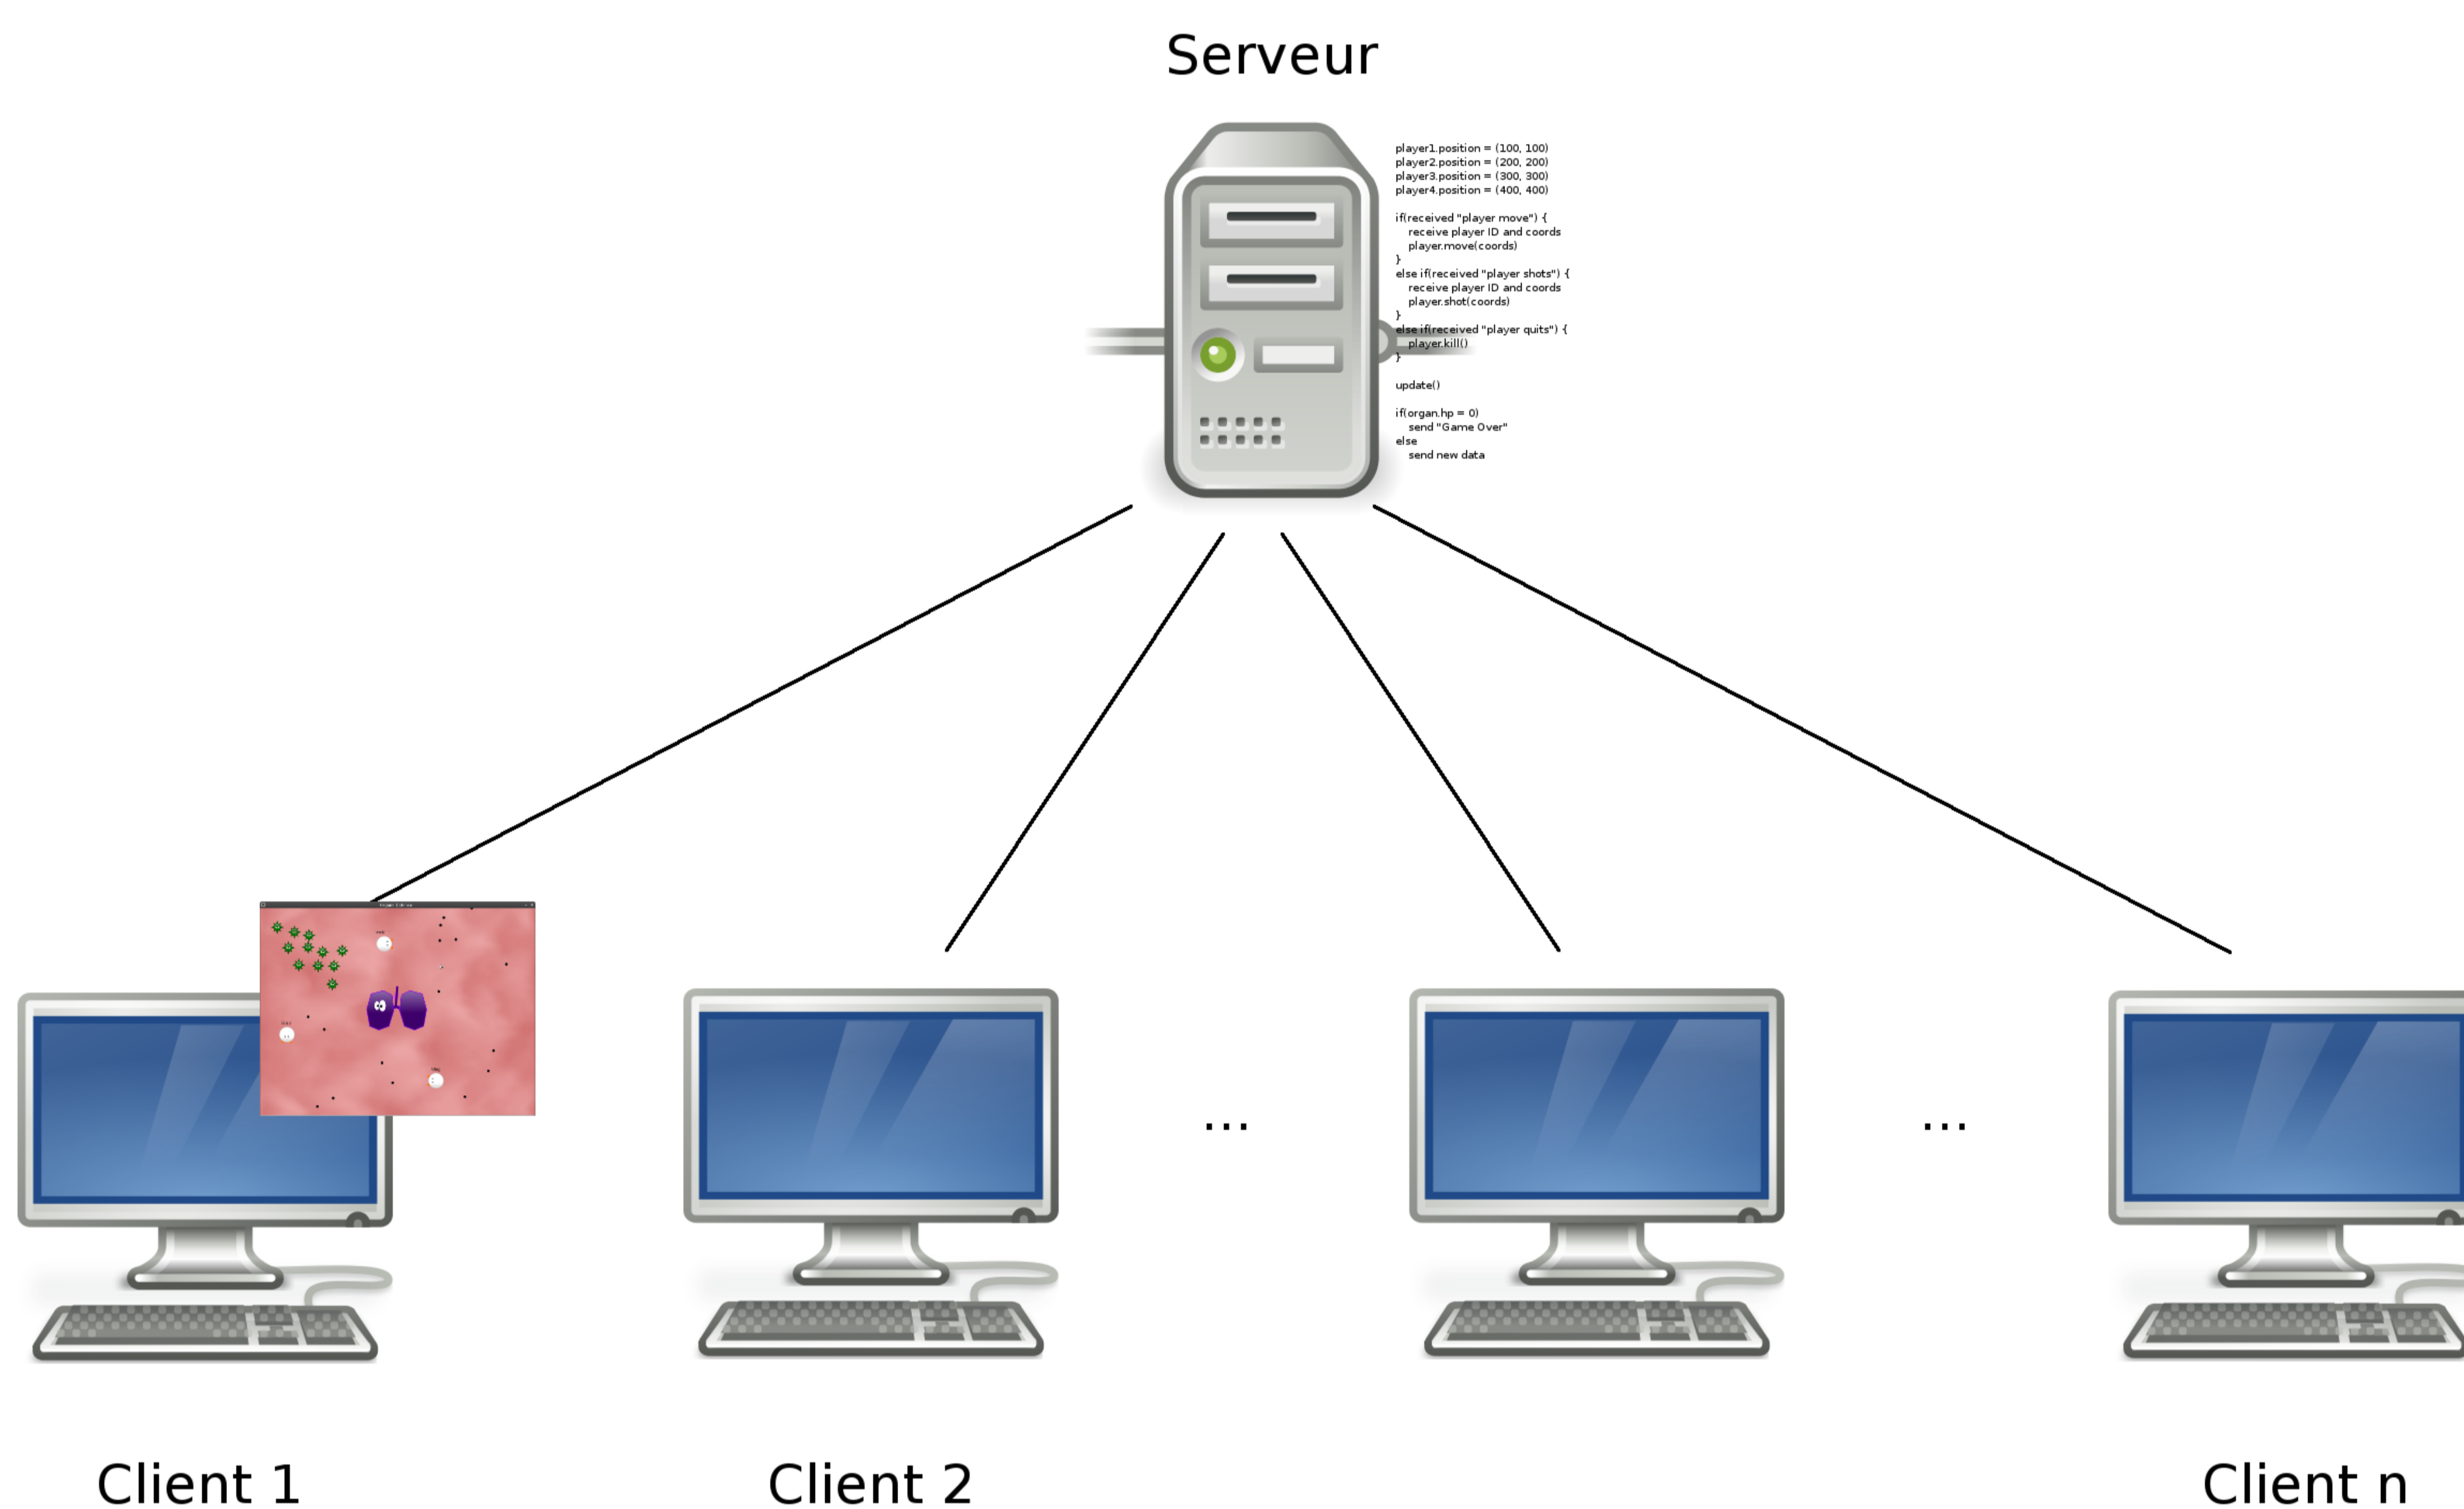 Serveur
player1.position = (100, 100)
player2.position = (200, 200)
player3.position = (300, 300)
player4.position = (400, 400)
if(received "player move") {
receive player ID and coords
player.move(coords)
}
else if(received "player shots") {
receive player ID and coords
player.shot(coords)
}
else if(received "player quits") {
player.kill()
}
update()
if(organ.hp = 0)
send "Game Over"
else
send new data
...
...
Client 1
Client 2
Client n